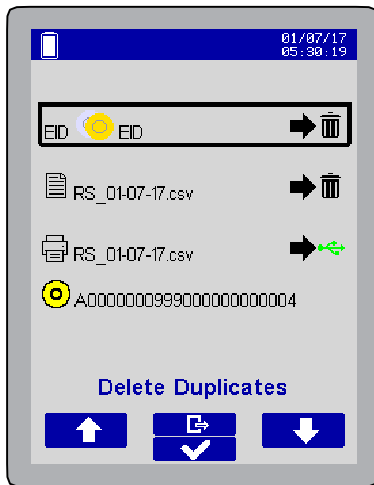 01/07/17
05:30:19
EID EID
RS_01-07-17.csv
RS_01-07-17.csv
A0000000999000000000004
Delete Duplicates